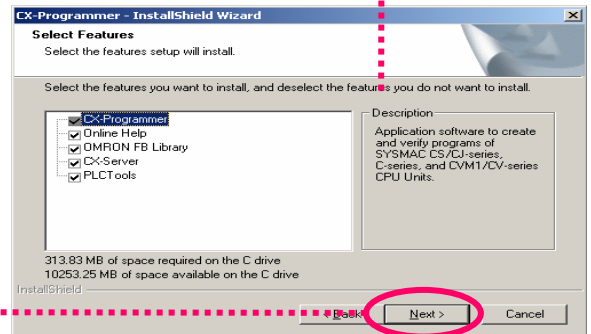 CX-Programmer - InstallShield Wizard
Select Features
Select the features setup will install.
Select the features you want to install, and deselect the features you do not want to install.
CX-Programmer
Online Help
OMRON FB Library
CX-Server
PLCTools
Description
Application software to create
and verify programs of
SYSMAC CS/CJ-series,
C-series, and CVM1/CV-series
CPU Units.
313.83 MB of space required on the C drive
10253.25 MB of space available on the C drive
InstallShield
< Back
Next >
Cancel